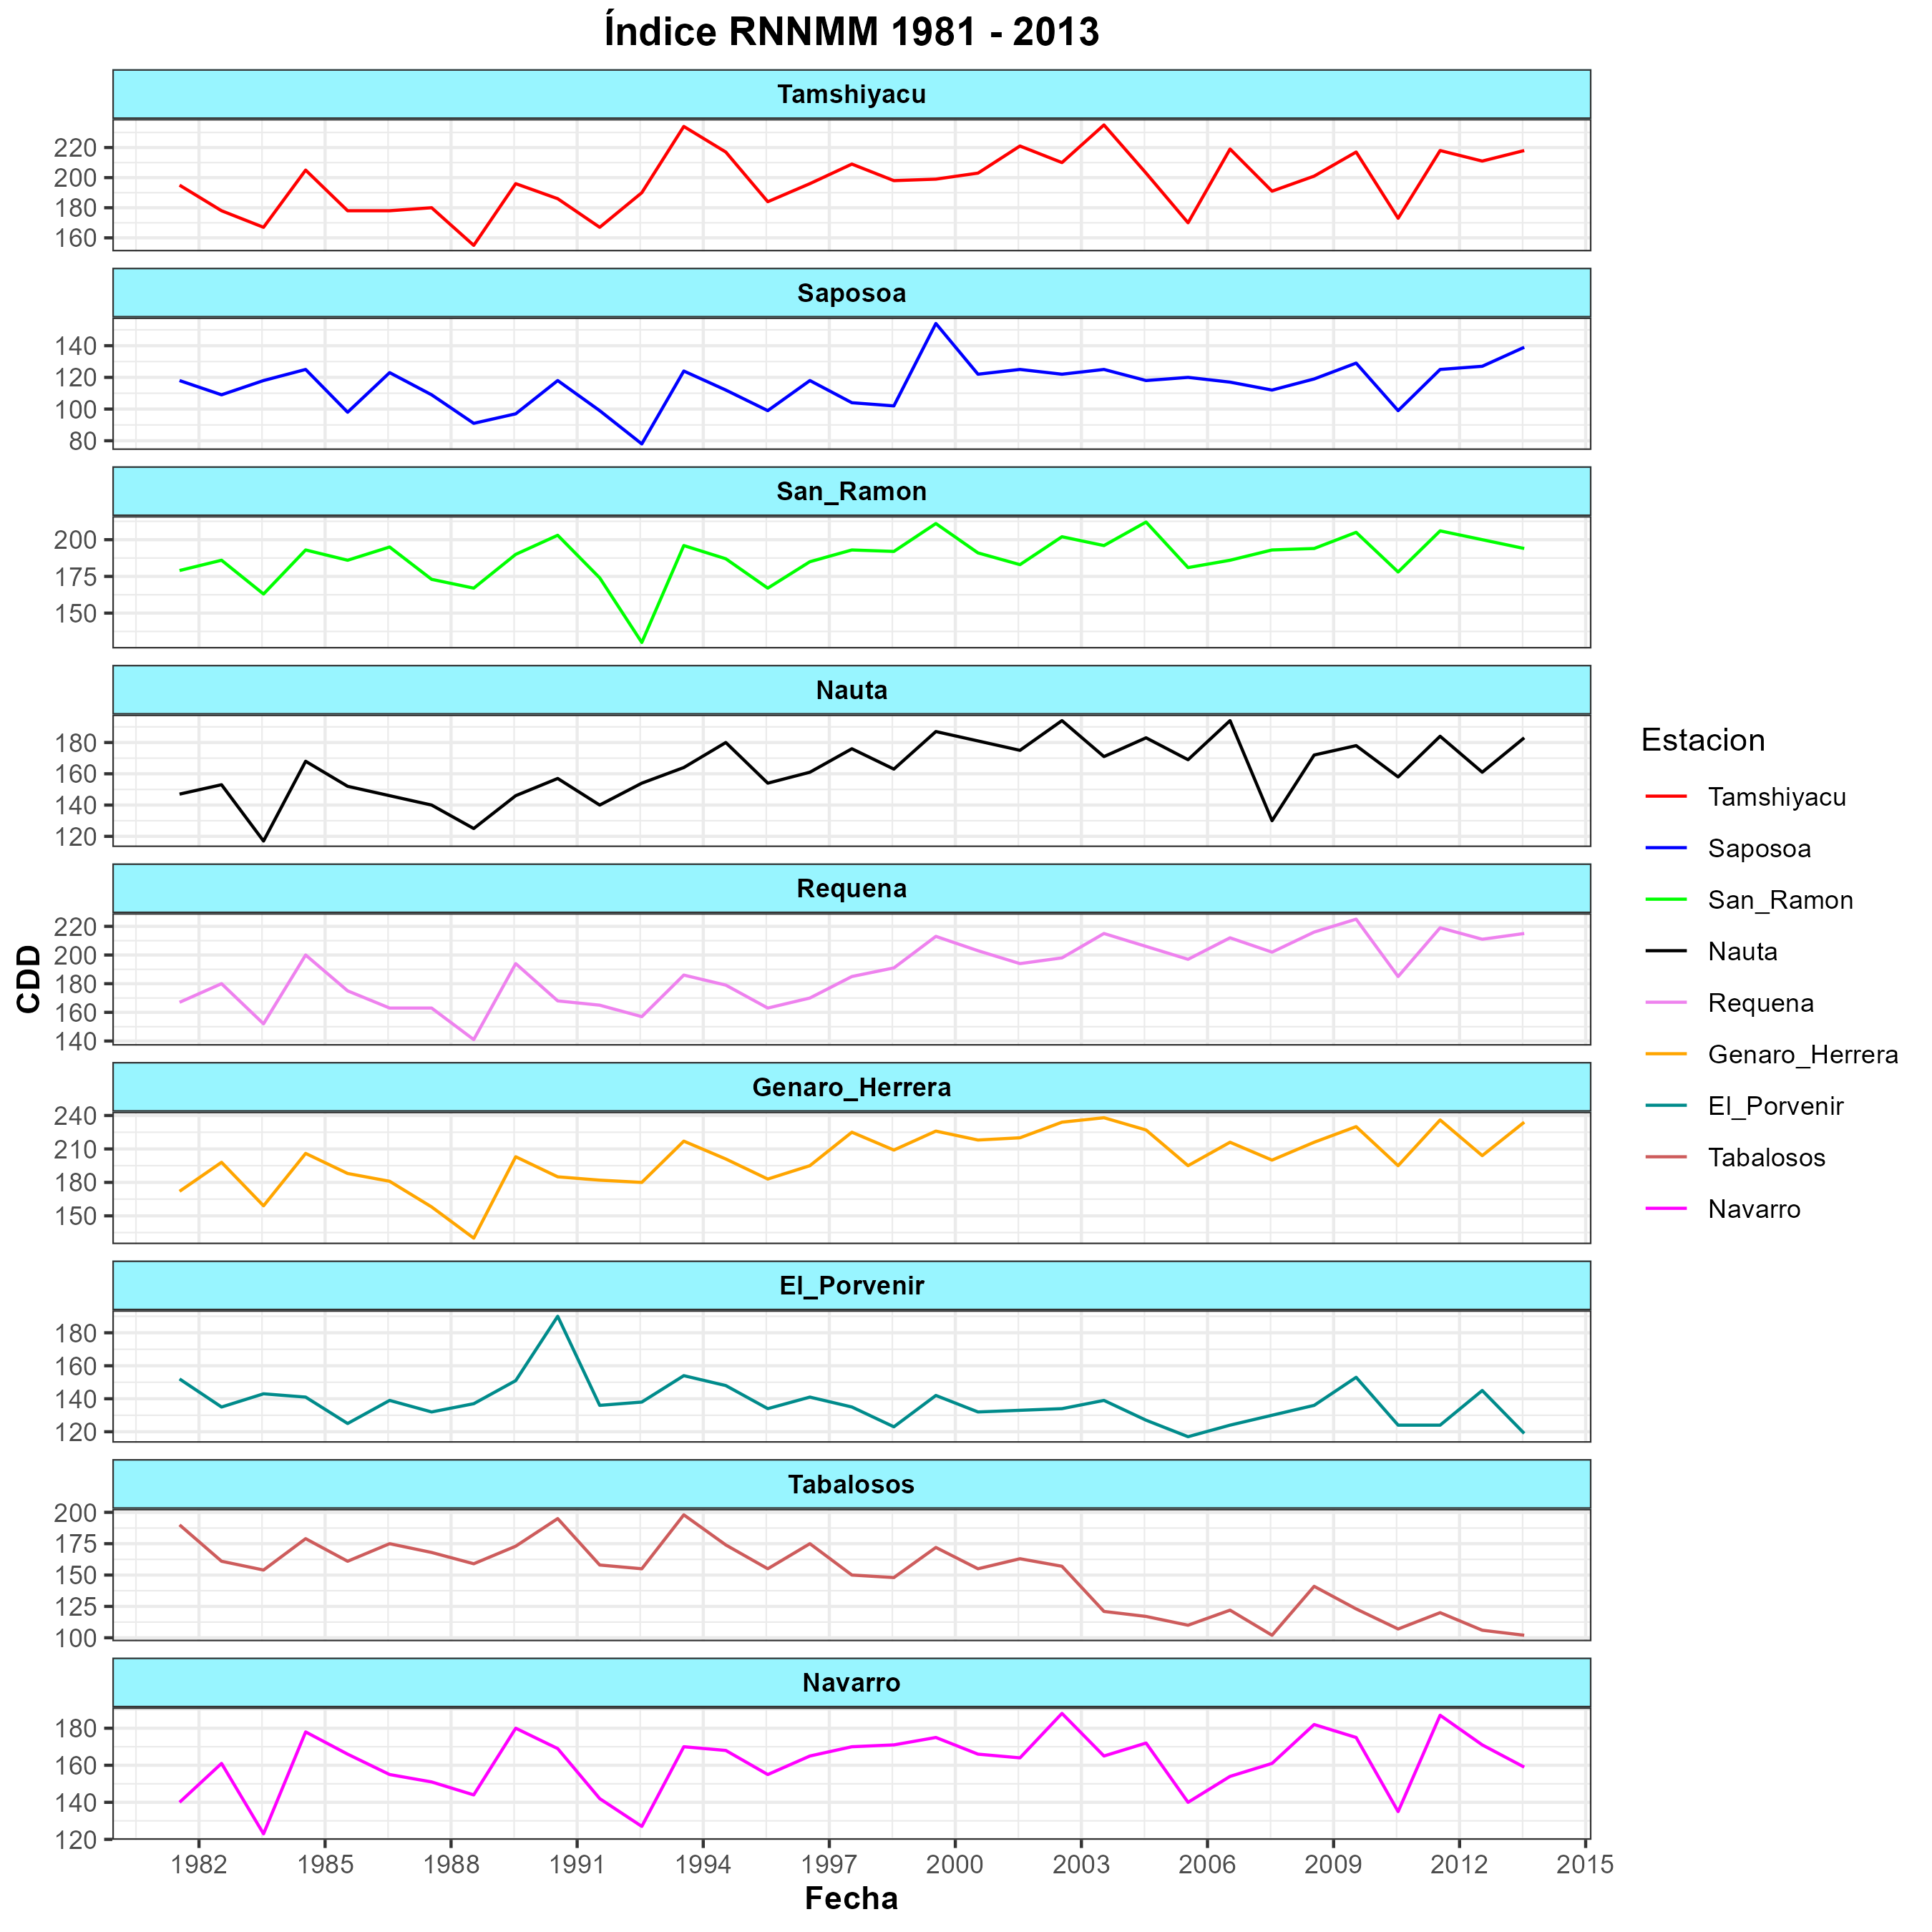 Índice RNNMM 1981 - 2013
Tamshiyacu
220
200
180
160
Saposoa
140
120
100
80
San_Ramon
200
175
150
Nauta
180
160
140
120
Requena
220
200
180
160
140
Genaro_Herrera
240
210
180
150
El_Porvenir
180
160
140
120
Tabalosos
200
175
150
125
100
Navarro
180
160
140
120
1982 1985 1988 1991 1994 1997 2000 2003 2006 2009 2012 2015
Fecha
CDD
Estacion
Tamshiyacu
Saposoa
San_Ramon
Nauta
Requena
Genaro_Herrera
El_Porvenir
Tabalosos
Navarro